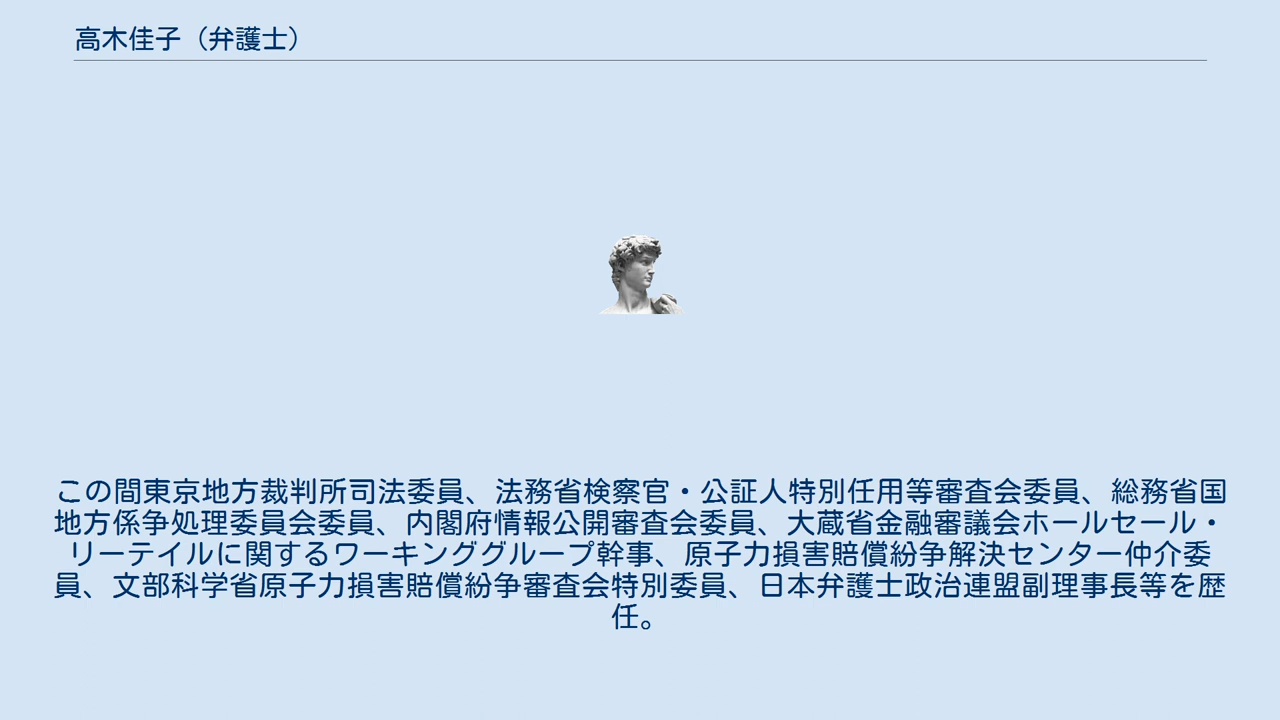 高木佳子（弁護士）
この間東京地方裁判所司法委員、法務省検察官・公証人特別任用等審査会委員、総務省国
地方係争処理委員会委員、内閣府情報公開審査会委員、大蔵省金融審議会ホールセール・
リーテイルに関するワーキンググループ幹事、原子力損害賠償紛争解決センター仲介委
員、文部科学省原子力損害賠償紛争審査会特別委員、日本弁護士政治連盟副理事長等を歴
任。